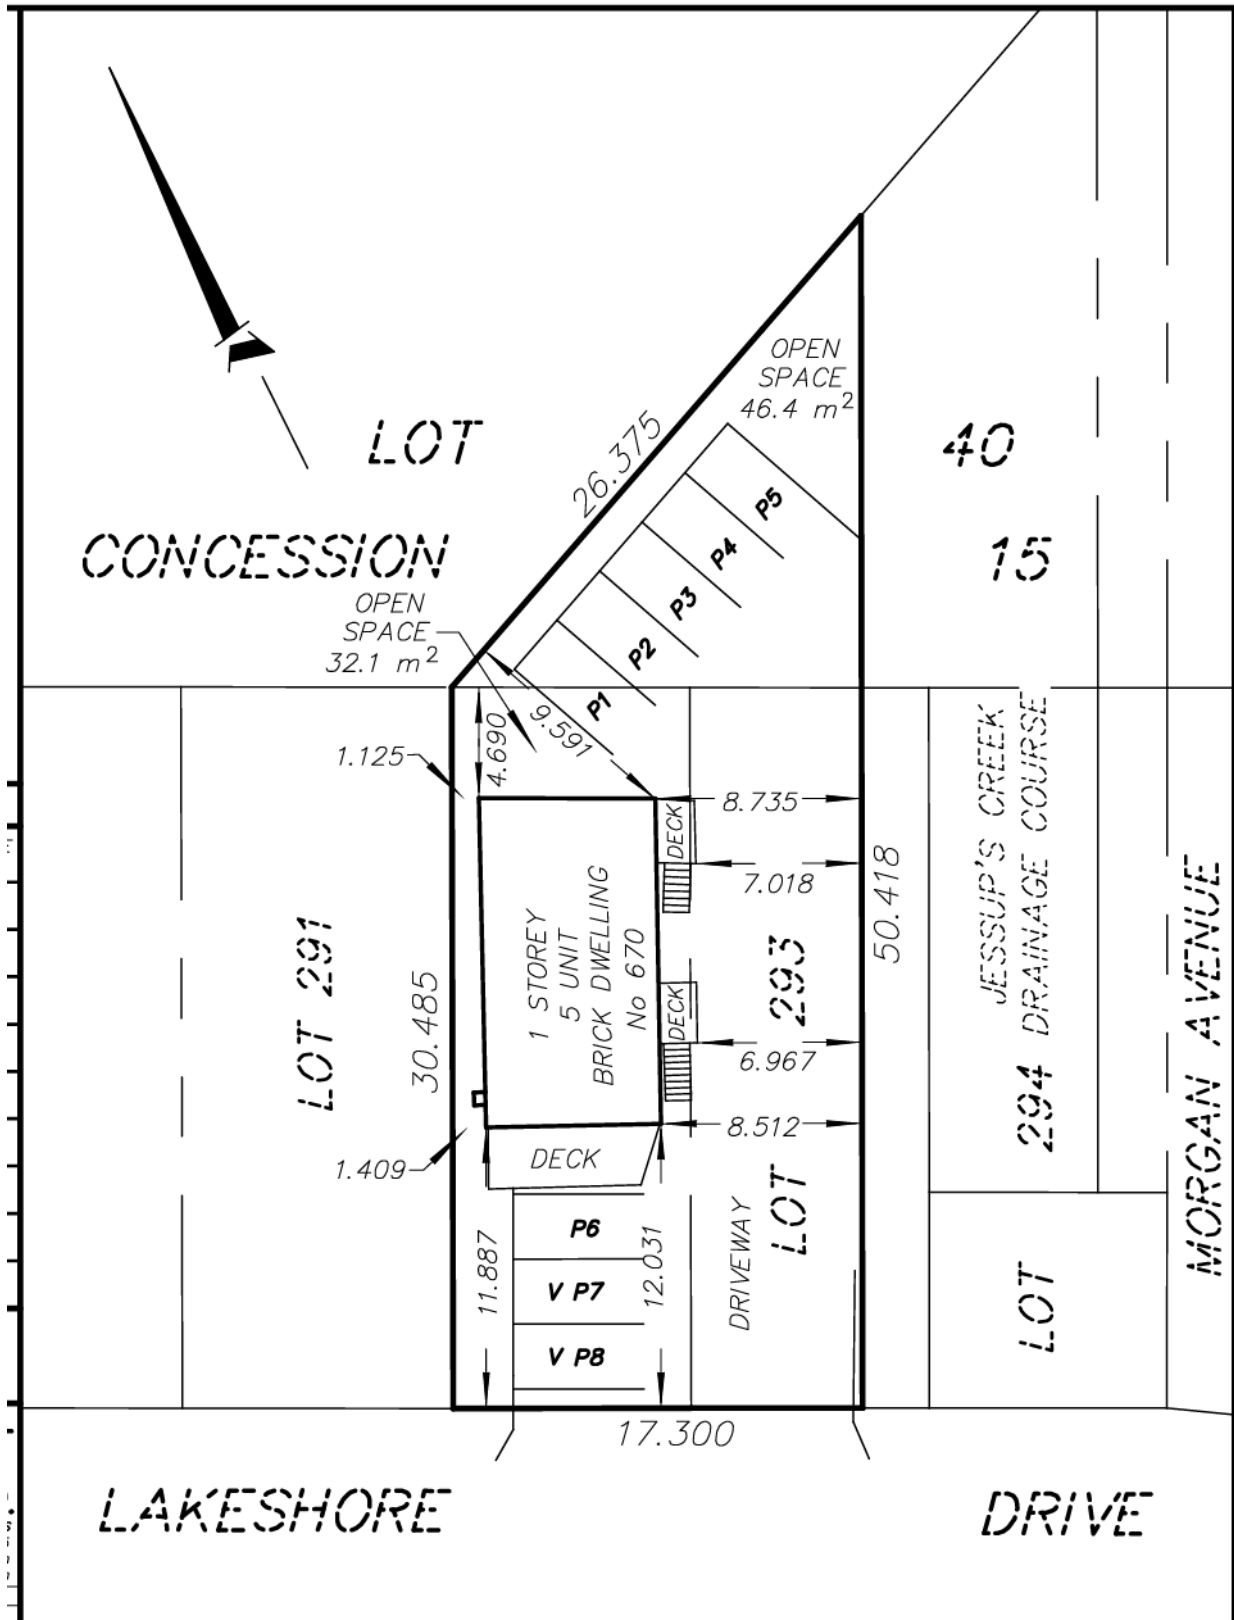 OPEN
SPACE
46.4 m²
LOT
40
26.375
CONCESSION
15
P5
P4
P3
P2
P1
OPEN
SPACE
32.1 m²
9.591
4.690
1.125
8.735
DECK
7.018
50.418
JESSUP'S CREEK
DRAINAGE COURSE
LOT 291
30.485
1 STOREY
5 UNIT
BRICK DWELLING
No 670
DECK
6.967
LOT 293
LOT 294
MORGAN AVENUE
8.512
1.409
DECK
11.887
12.031
P6
V P7
V P8
DRIVEWAY
17.300
LAKESHORE DRIVE